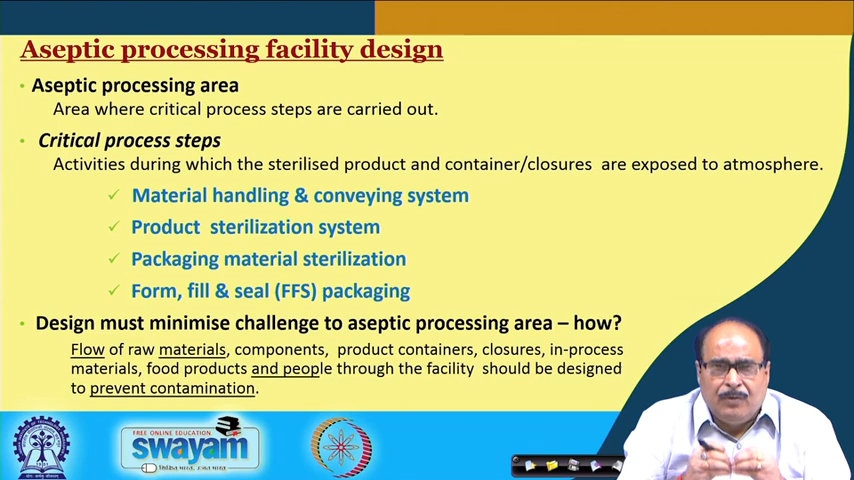 Aseptic processing facility design
• Aseptic processing area
Area where critical process steps are carried out.
• Critical process steps
Activities during which the sterilised product and container/closures are exposed to atmosphere.
✓ Material handling & conveying system
✓ Product sterilization system
✓ Packaging material sterilization
✓ Form, fill & seal (FFS) packaging
• Design must minimise challenge to aseptic processing area – how?
Flow of raw materials, components, product containers, closures, in-process
materials, food products and people through the facility should be designed
to prevent contamination.
FREE ONLINE EDUCATION
swayam
शिक्षित भारत, उन्नत भारत